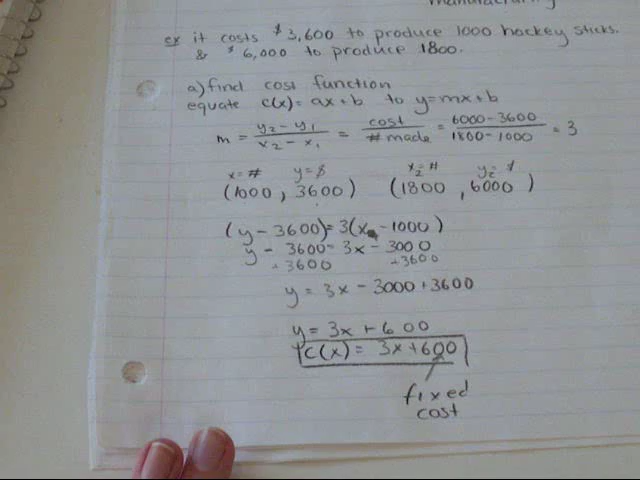 manufacturing
ex it costs $3,600 to produce 1000 hockey sticks.
& $6,000 to produce 1800.
a) find cost function
equate C(x) = ax + b to y = mx + b
m = y₂ - y₁ / x₂ - x₁ = cost / # made = 6000 - 3600 / 1800 - 1000 = 3
x = # y = $ x₂ = # y₂ = $
(1000, 3600) (1800, 6000)
(y - 3600) = 3(x - 1000)
y - 3600 = 3x - 3000
+3600 +3600
y = 3x - 3000 + 3600
y = 3x + 600
C(x) = 3x + 600
fixed
cost